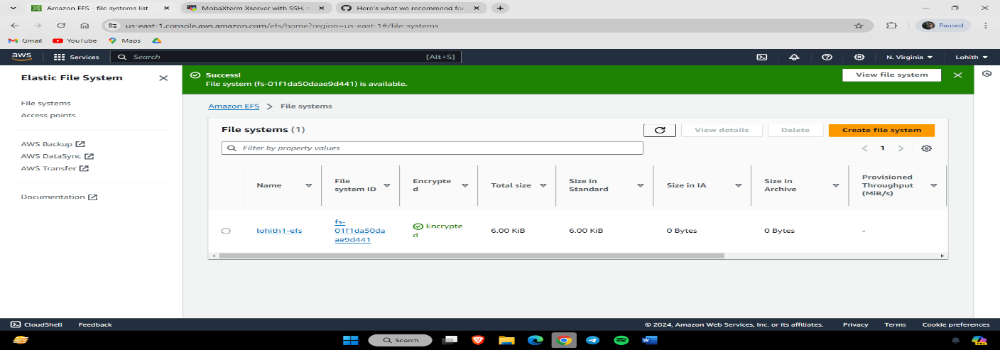 Amazon EFS - file systems list
MobaXterm Xserver with SSH, t
Here's what we recommend for
us-east-1.console.aws.amazon.com/efs/home?region=us-east-1#/file-systems
Paused
Gmail
YouTube
Maps
aws
Services
Search
[Alt+S]
N. Virginia
Lohith
Elastic File System
File systems
Access points
AWS Backup
AWS DataSync
AWS Transfer
Documentation
Success!
File system (fs-01f1da50daae9d441) is available.
View file system
Amazon EFS
File systems
File systems (1)
View details
Delete
Create file system
Filter by property values
1
Name
File
system ID
Encrypte
d
Total size
Size in
Standard
Size in IA
Size in
Archive
Provisioned
Throughput
(MiB/s)
lohith1-efs
fs-
01f1da50da
ae9d441
Encrypte
d
6.00 KiB
6.00 KiB
0 Bytes
0 Bytes
-
CloudShell
Feedback
© 2024, Amazon Web Services, Inc. or its affiliates.
Privacy
Terms
Cookie preferences
Search